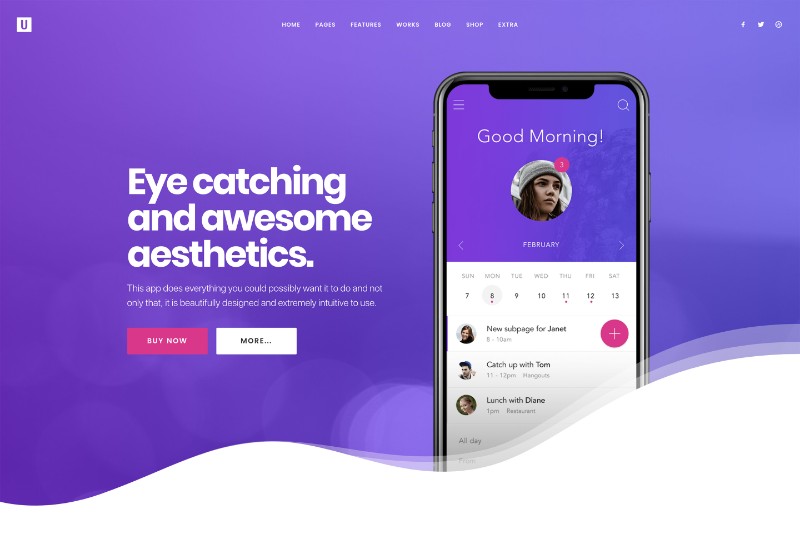 U
HOME PAGES FEATURES WORKS BLOG SHOP EXTRA
Eye catching
and awesome
aesthetics.
This app does everything you could possibly want it to do and not
only that, it is beautifully designed and extremely intuitive to use.
BUY NOW MORE...
Good Morning!
3
FEBRUARY
SUN MON TUE WED THU FRI SAT
7 8 9 10 11 12 13
New subpage for Janet
8 - 10am
Catch up with Tom
11 - 12pm Hangouts
Lunch with Diane
1pm Restaurant
All day